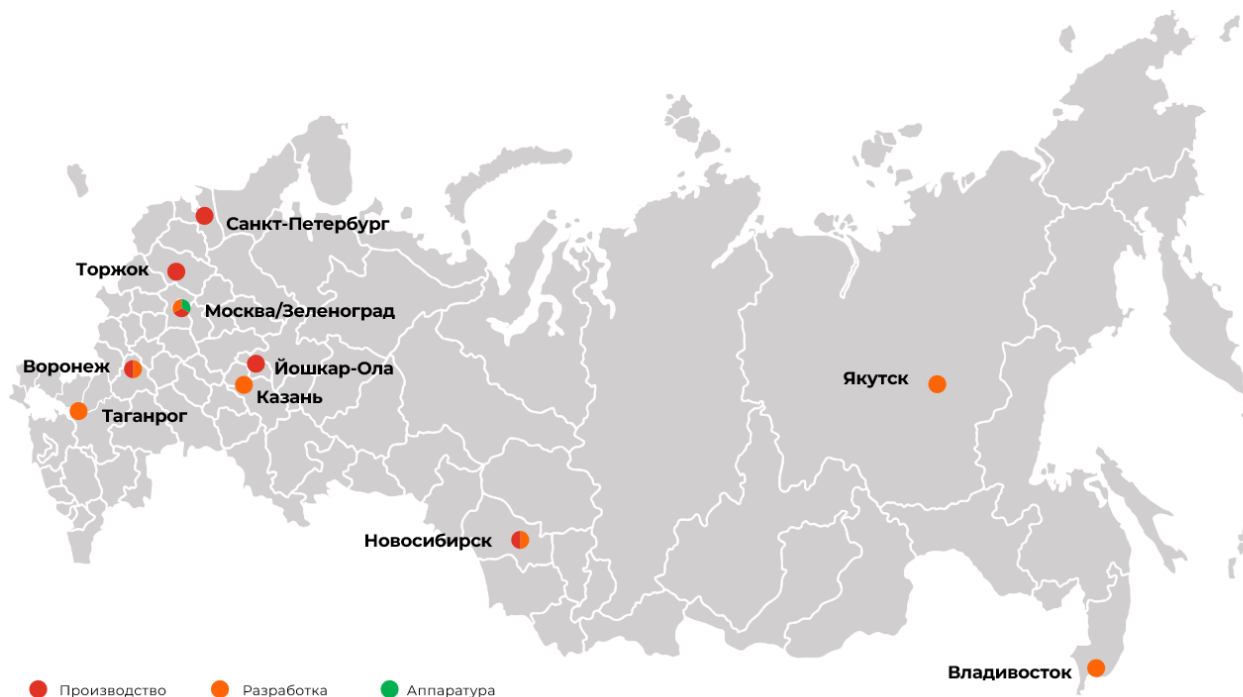 Санкт-Петербург
Торжок
Москва/Зеленоград
Воронеж
Йошкар-Ола
Казань
Якутск
Таганрог
Новосибирск
Владивосток
Производство
Разработка
Аппаратура